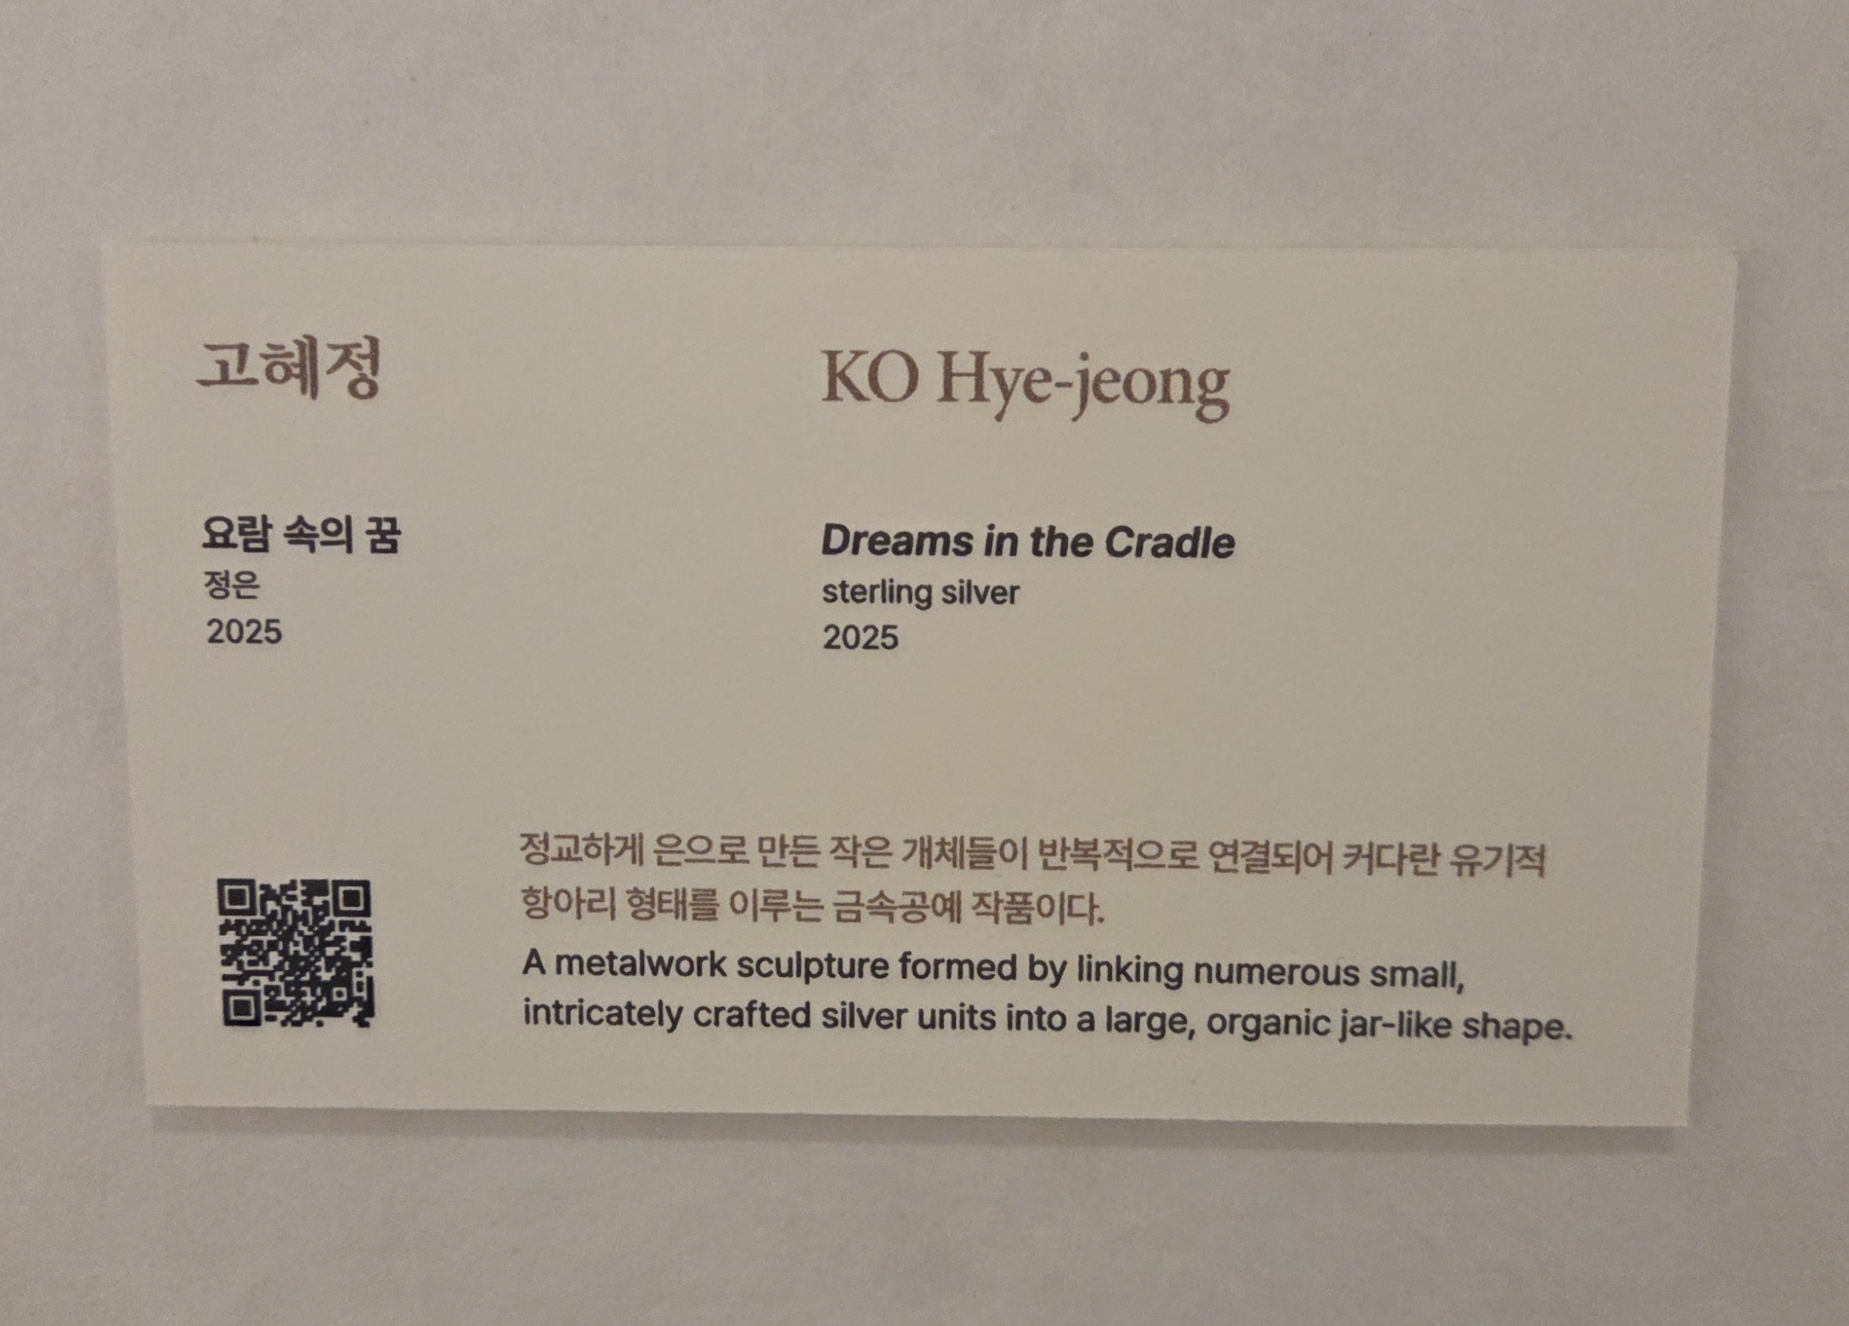 고혜정
KO Hye-jeong
요람 속의 꿈
정은
2025
Dreams in the Cradle
sterling silver
2025
정교하게 은으로 만든 작은 개체들이 반복적으로 연결되어 커다란 유기적
항아리 형태를 이루는 금속공예 작품이다.
A metalwork sculpture formed by linking numerous small,
intricately crafted silver units into a large, organic jar-like shape.